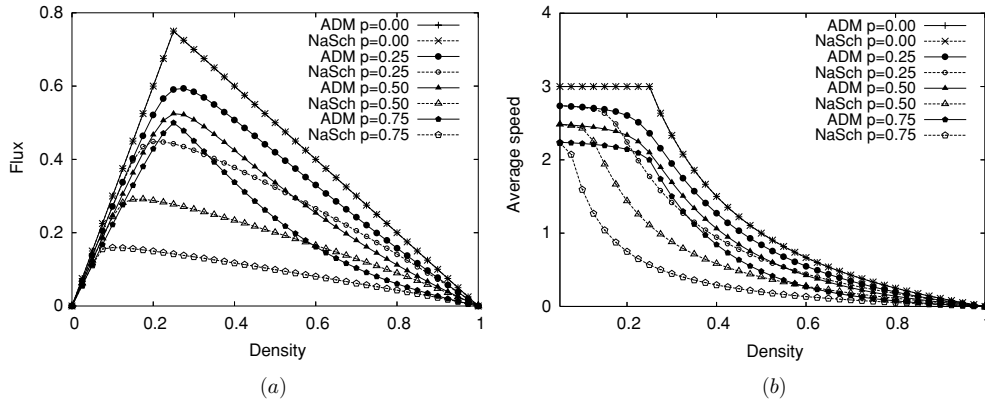 ADM p=0.00
NaSch p=0.00
ADM p=0.25
NaSch p=0.25
ADM p=0.50
NaSch p=0.50
ADM p=0.75
NaSch p=0.75
0.8
0.6
0.4
0.2
0
Flux
0 0.2 0.4 0.6 0.8 1
Density
(a)
ADM p=0.00
NaSch p=0.00
ADM p=0.25
NaSch p=0.25
ADM p=0.50
NaSch p=0.50
ADM p=0.75
NaSch p=0.75
4
3
2
1
0
Average speed
0.2 0.4 0.6 0.8 1
Density
(b)